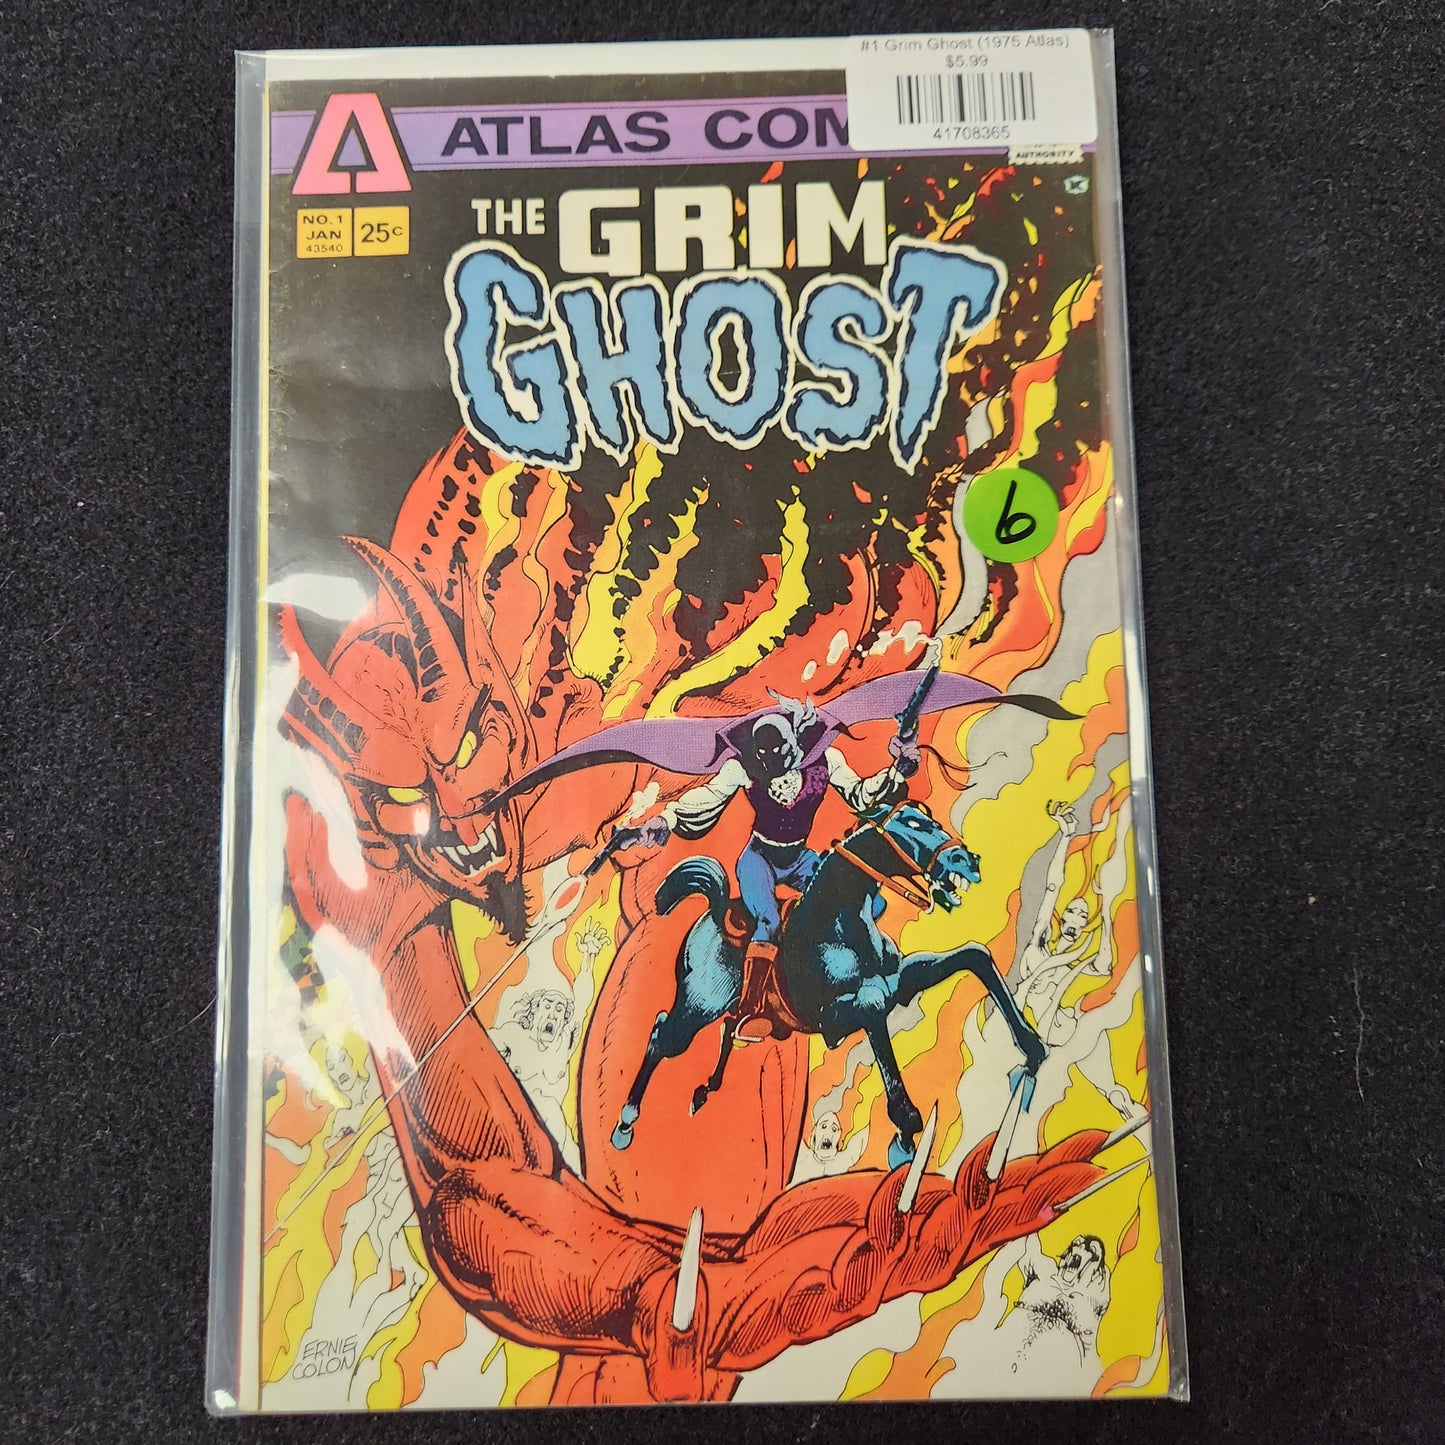 #1 Grim Ghost (1975 Atlas)
$5.99
41708365
A ATLAS COM
AUTHORITY
NO. 1
JAN
43540
25¢
THE GRIM
GHOST
6
ERNIE
COLON